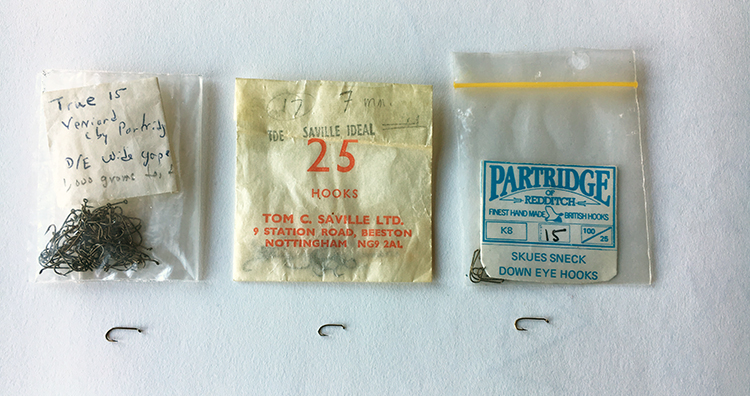 True 15
Veniard
(by Partridge
D/E wide gape
17 7 mm.
TDE SAVILLE IDEAL
25
HOOKS
TOM C. SAVILLE LTD.
9 STATION ROAD, BEESTON
NOTTINGHAM NG9 2AL
PARTRIDGE
OF
REDDITCH
FINEST HAND MADE BRITISH HOOKS
K8 15 100/25
SKUES SNECK
DOWN EYE HOOKS